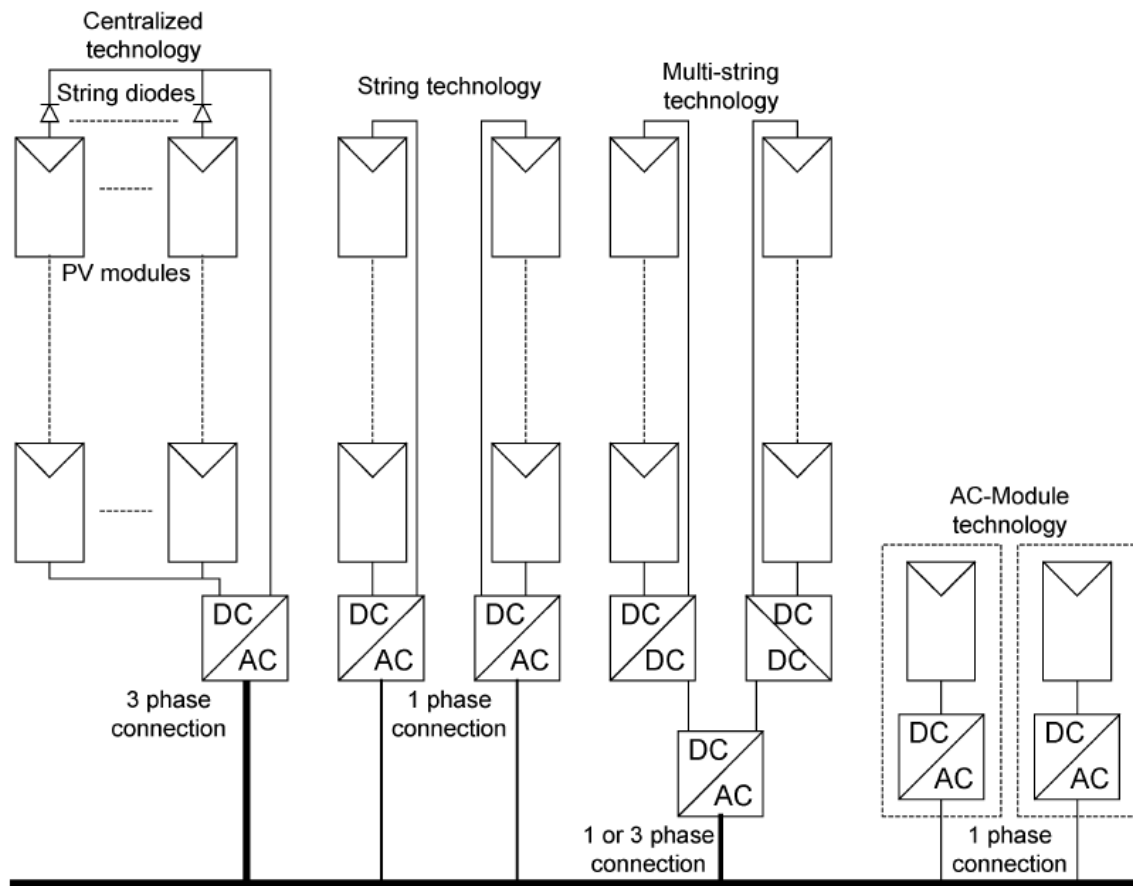 Centralized
technology
String diodes
PV modules
DC
AC
3 phase
connection
String technology
DC
AC
DC
AC
1 phase
connection
Multi-string
technology
DC
DC
DC
DC
DC
AC
1 or 3 phase
connection
AC-Module
technology
DC
AC
DC
AC
1 phase
connection